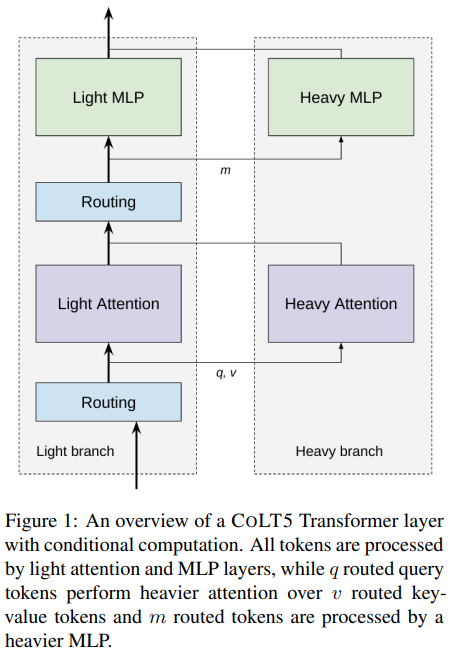 Light MLP
Heavy MLP
m
Routing
Light Attention
Heavy Attention
q, v
Routing
Light branch
Heavy branch
Figure 1: An overview of a COLT5 Transformer layer
with conditional computation. All tokens are processed
by light attention and MLP layers, while q routed query
tokens perform heavier attention over v routed key-
value tokens and m routed tokens are processed by a
heavier MLP.